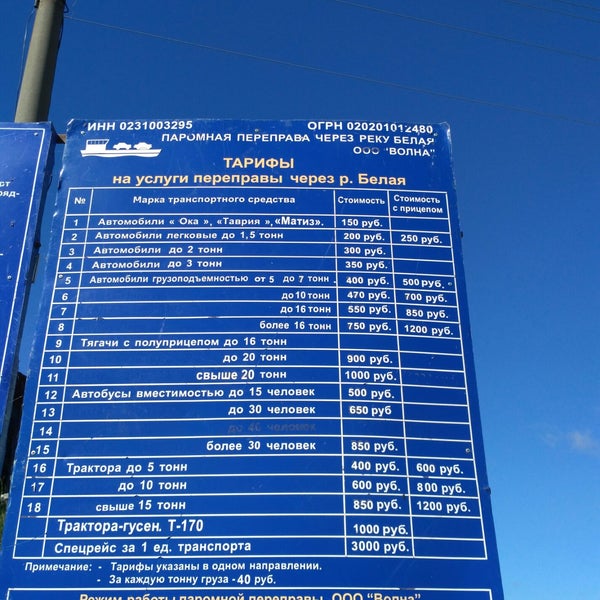 ИНН 0231003295 ОГРН 020201012480
ПАРОМНАЯ ПЕРЕПРАВА ЧЕРЕЗ РЕКУ БЕЛАЯ
ООО "ВОЛНА"
ТАРИФЫ
на услуги переправы через р. Белая
№ Марка транспортного средства Стоимость Стоимость с прицепом
1 Автомобили « Ока », «Таврия »,«Матиз». 150 руб.
2 Автомобили легковые до 1,5 тонн 200 руб. 250 руб.
3 Автомобили до 2 тонн 300 руб.
4 Автомобили до 3 тонн 350 руб.
5 Автомобили грузоподъемностью от 5 до 7 тонн 400 руб. 500 руб.
6 до 10 тонн 470 руб. 700 руб.
7 до 16 тонн 550 руб. 850 руб.
8 более 16 тонн 750 руб. 1200 руб.
9 Тягачи с полуприцепом до 16 тонн
10 до 20 тонн 900 руб.
11 свыше 20 тонн 1000 руб.
12 Автобусы вместимостью до 15 человек 500 руб.
13 до 30 человек 650 руб
14 до 40 человек
15 более 30 человек 850 руб.
16 Трактора до 5 тонн 400 руб. 600 руб.
17 до 10 тонн 600 руб. 800 руб.
18 свыше 15 тонн 850 руб. 1200 руб.
Трактора-гусен. Т-170 1000 руб.
Спецрейс за 1 ед. транспорта 3000 руб.
Примечание: - Тарифы указаны в одном направлении.
- За каждую тонну груза - 40 руб.
Режим работы паромной переправы ООО "Волна"